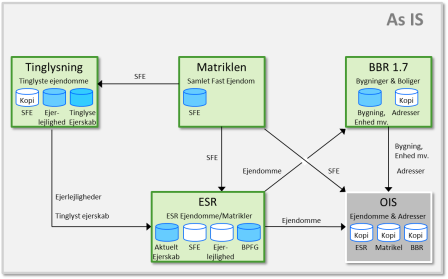 As IS
Tinglysning
Tinglyste ejendomme
Kopi
SFE
Ejer-
lejlighed
Tinglyse
Ejerskab
SFE
Matriklen
Samlet Fast Ejendom
SFE
BBR 1.7
Bygninger & Boliger
Kopi
Bygning,
Enhed mv.
Adresser
SFE
Ejendomme
SFE
Bygning,
Enhed mv.
Adresser
Ejerlejligheder
Tinglyst ejerskab
ESR
ESR Ejendomme/Matrikler
Aktuelt
Ejerskab
SFE
Ejer-
lejlighed
BPFG
Ejendomme
OIS
Ejendomme & Adresser
Kopi
Kopi
Kopi
ESR
Matrikel
BBR